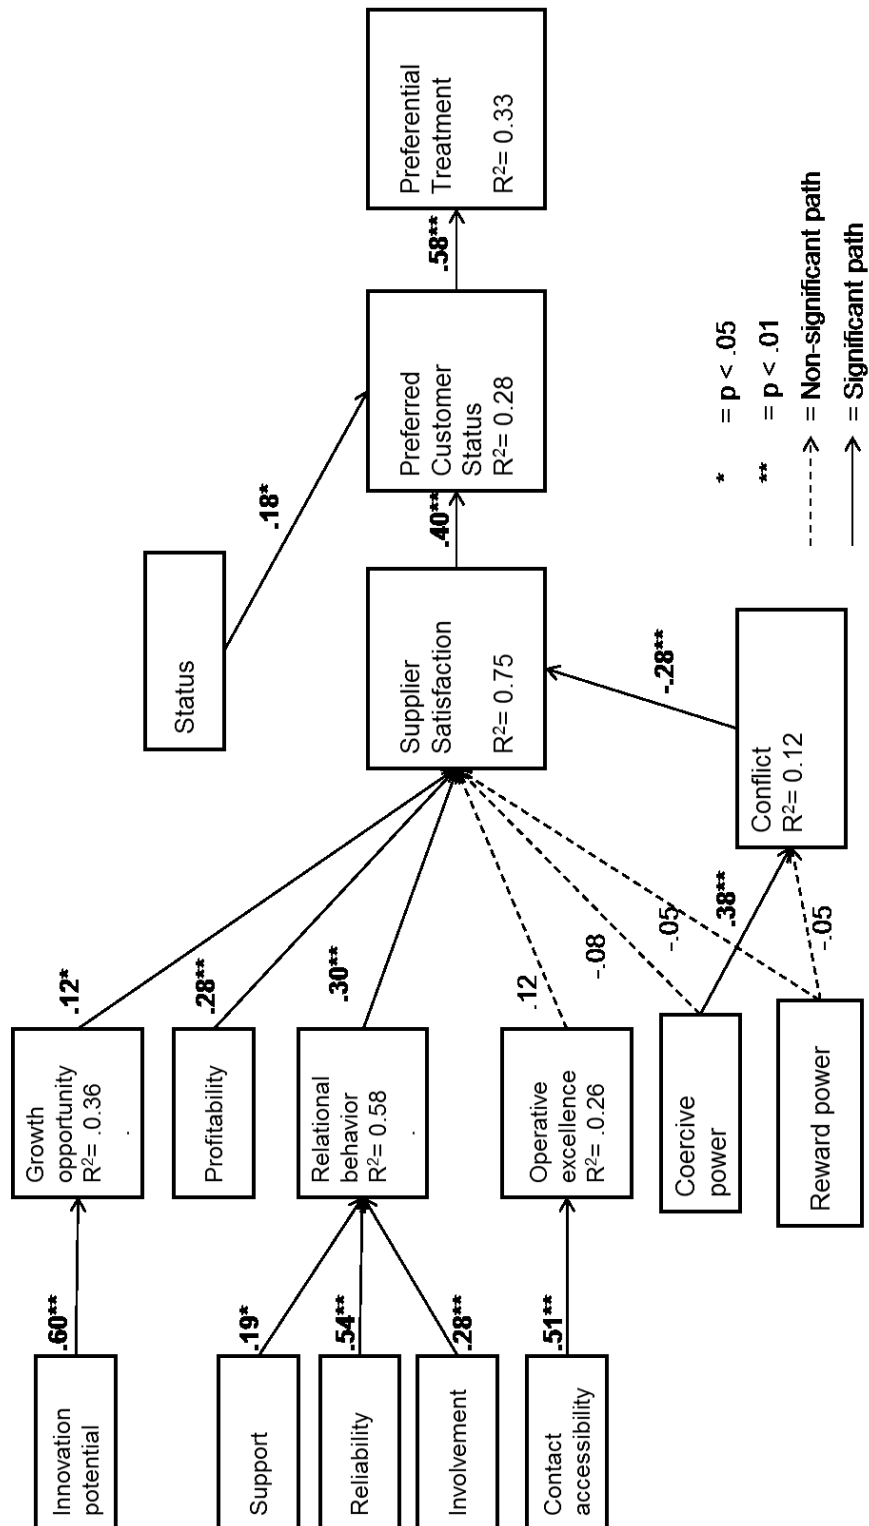 Innovation
potential
.60**
Growth
opportunity
R²= .0.36
.
.12*
Support
.19*
Reliability
.54**
Involvement
.28**
Profitability
.28**
Relational
behavior
R²= 0.58
.
.30**
Contact
accessibility
.51**
Operative
excellence
R²= .0.26
.12
Coercive
power
-.08
.38**
Reward power
-.05
-.05
Conflict
R²= 0.12
-.28**
Status
.18*
Supplier
Satisfaction
R²= 0.75
.40**
Preferred
Customer
Status
R²= 0.28
.58**
Preferential
Treatment
R²= 0.33
* = p < .05
** = p < .01
= Non-significant path
= Significant path